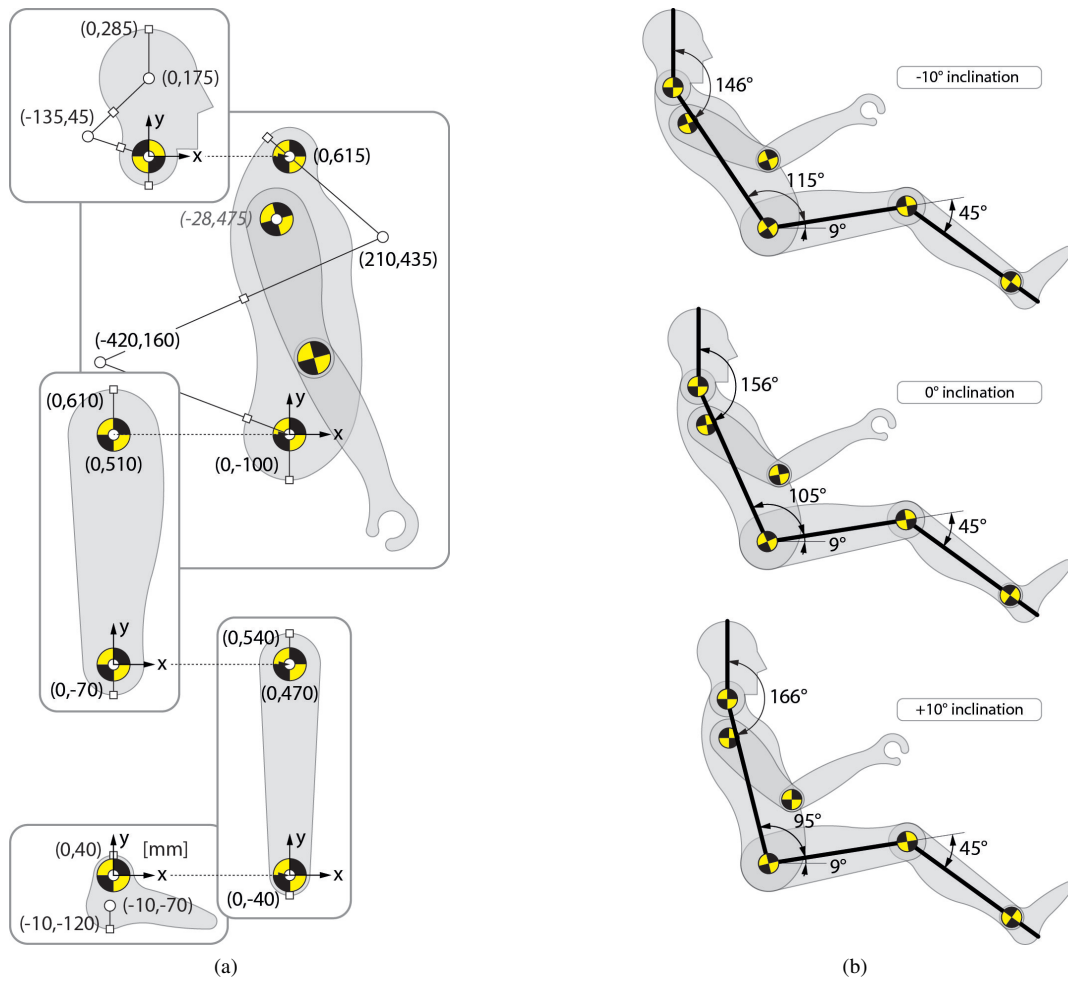 (0,285)
(0,175)
(-135,45)
y
x
(0,615)
(-28,475)
(210,435)
(-420,160)
y
x
(0,-100)
(0,610)
(0,510)
y
x
(0,-70)
(0,540)
(0,470)
y
x
(0,-40)
(0,40)
y
[mm]
x
(-10,-70)
(-10,-120)
(a)
-10° inclination
146°
115°
9°
45°
0° inclination
156°
105°
9°
45°
+10° inclination
166°
95°
9°
45°
(b)